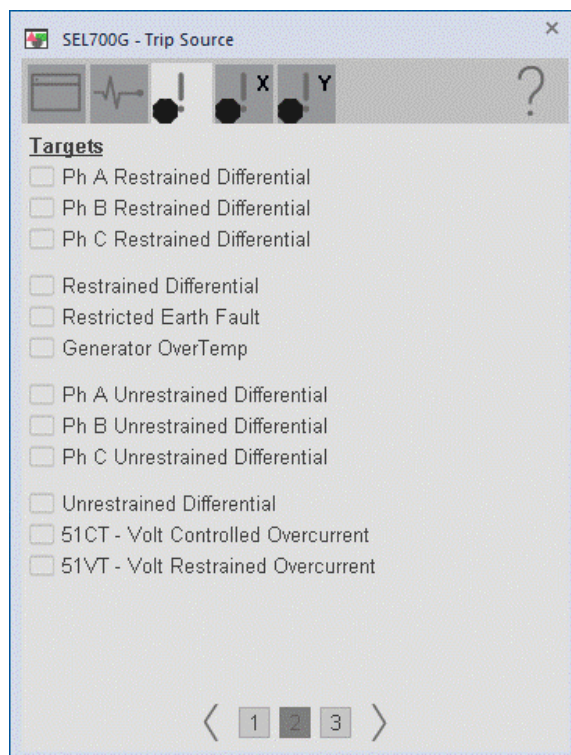 SEL700G - Trip Source
X Y ?
Targets
Ph A Restrained Differential
Ph B Restrained Differential
Ph C Restrained Differential
Restrained Differential
Restricted Earth Fault
Generator OverTemp
Ph A Unrestrained Differential
Ph B Unrestrained Differential
Ph C Unrestrained Differential
Unrestrained Differential
51CT - Volt Controlled Overcurrent
51VT - Volt Restrained Overcurrent
1 2 3